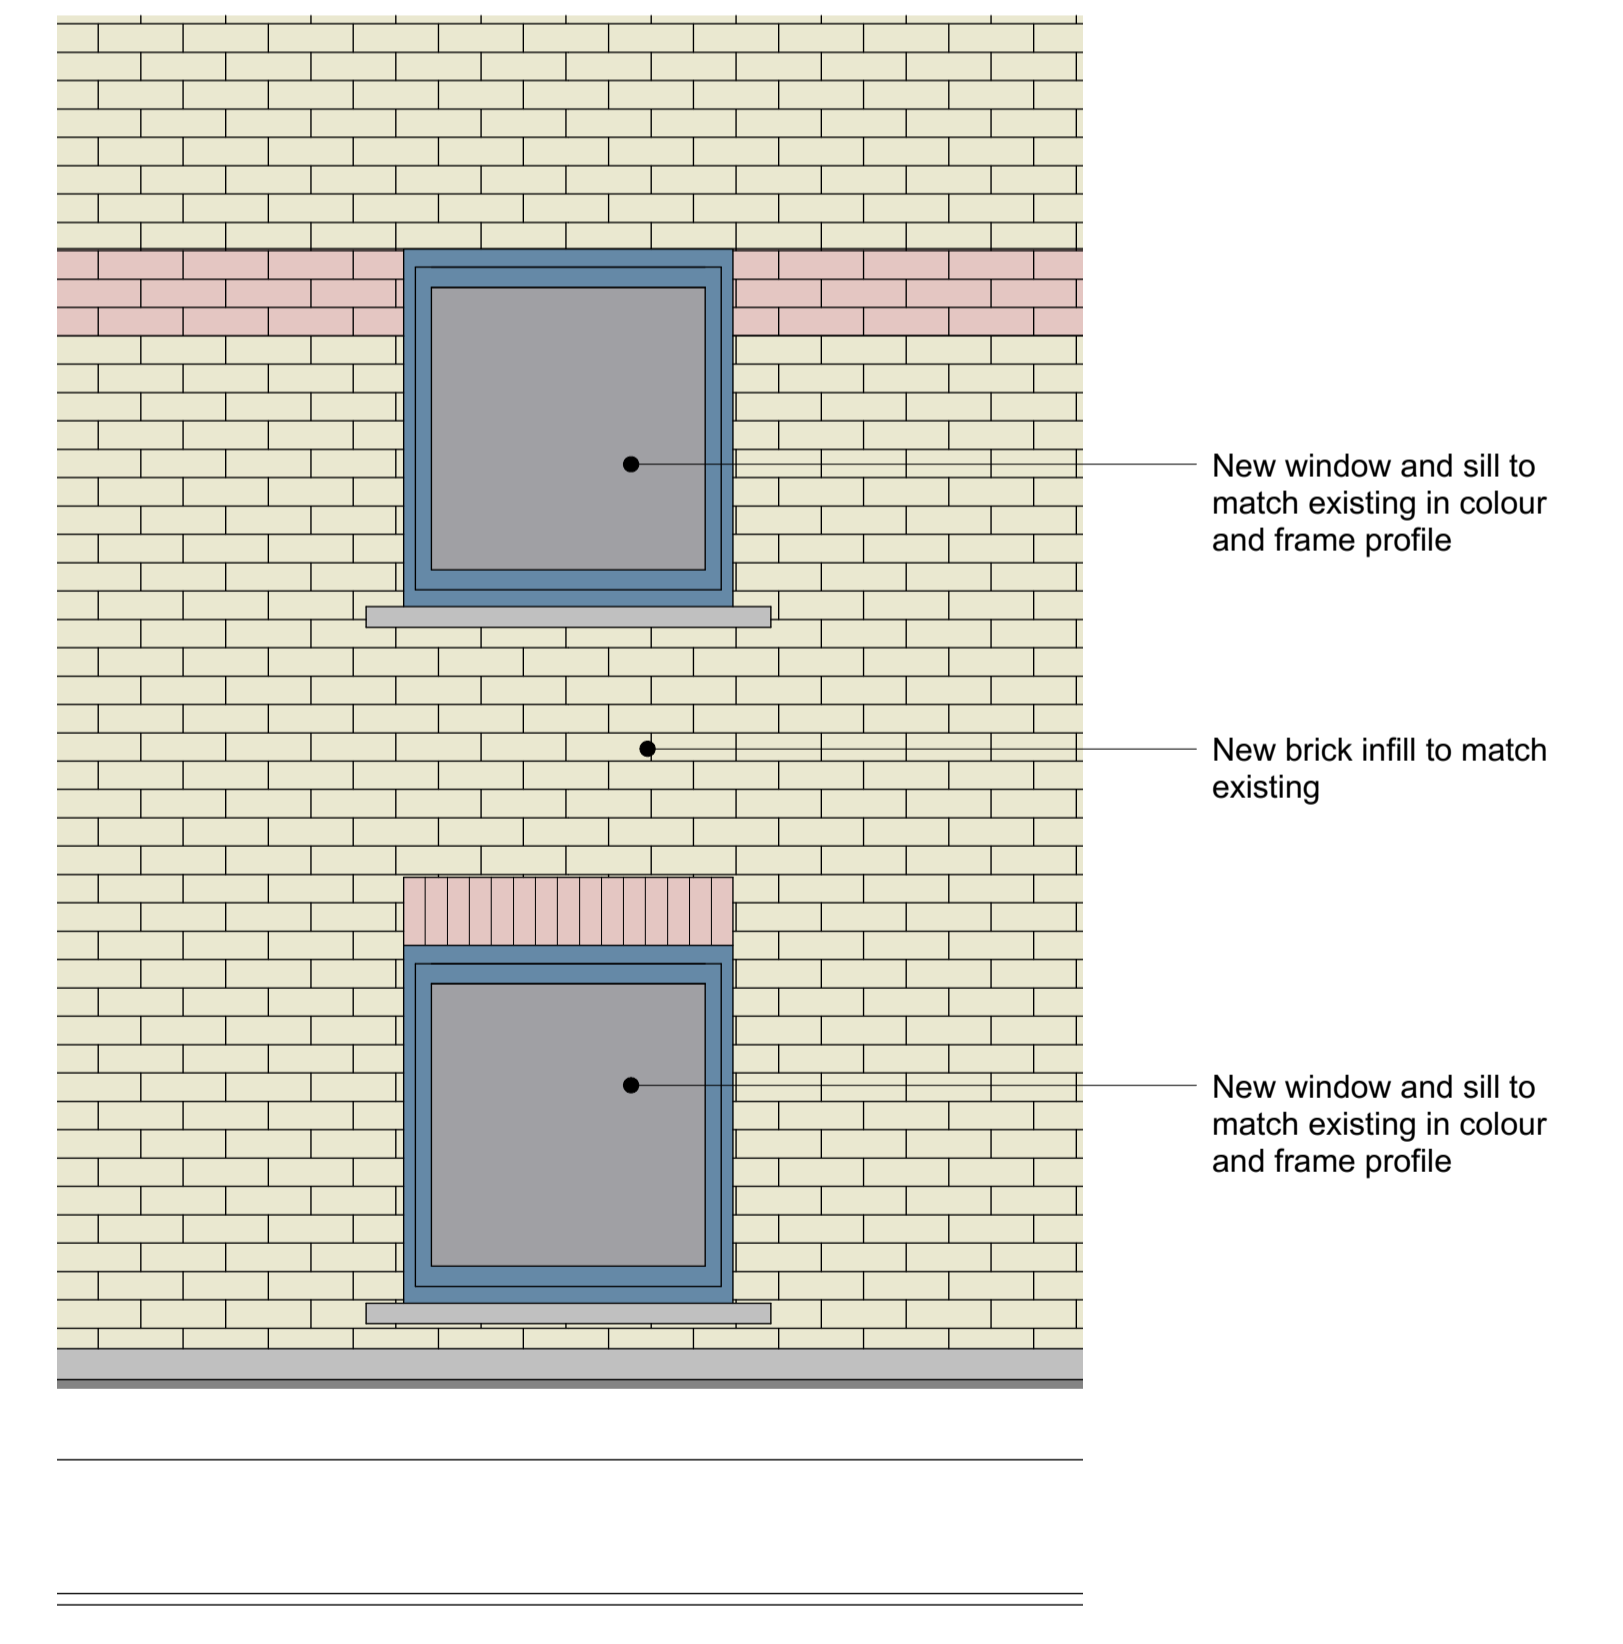 New window and sill to
match existing in colour
and frame profile
New brick infill to match
existing
New window and sill to
match existing in colour
and frame profile